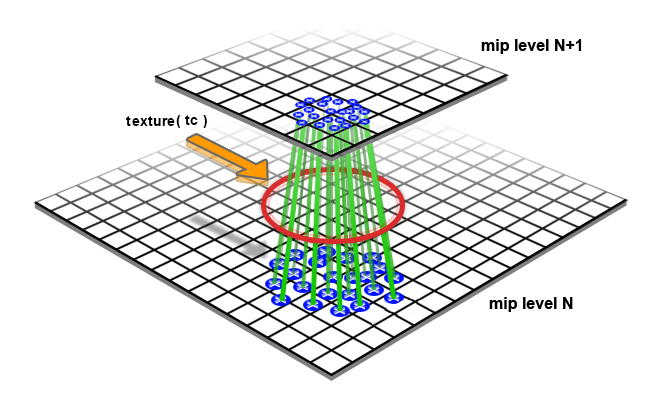 mip level N+1
texture( tc )
mip level N